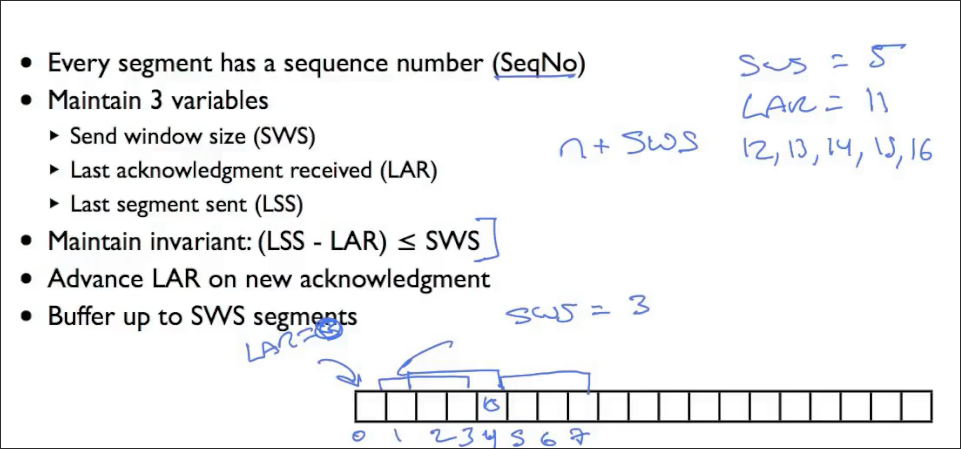 • Every segment has a sequence number (SeqNo)
• Maintain 3 variables
▸ Send window size (SWS)
▸ Last acknowledgment received (LAR)
▸ Last segment sent (LSS)
• Maintain invariant: (LSS - LAR) ≤ SWS
• Advance LAR on new acknowledgment
• Buffer up to SWS segments
SWS = 5
LAR = 11
n + SWS
12, 13, 14, 15, 16
SWS = 3
LAR =
0 1 2 3 4 5 6 7